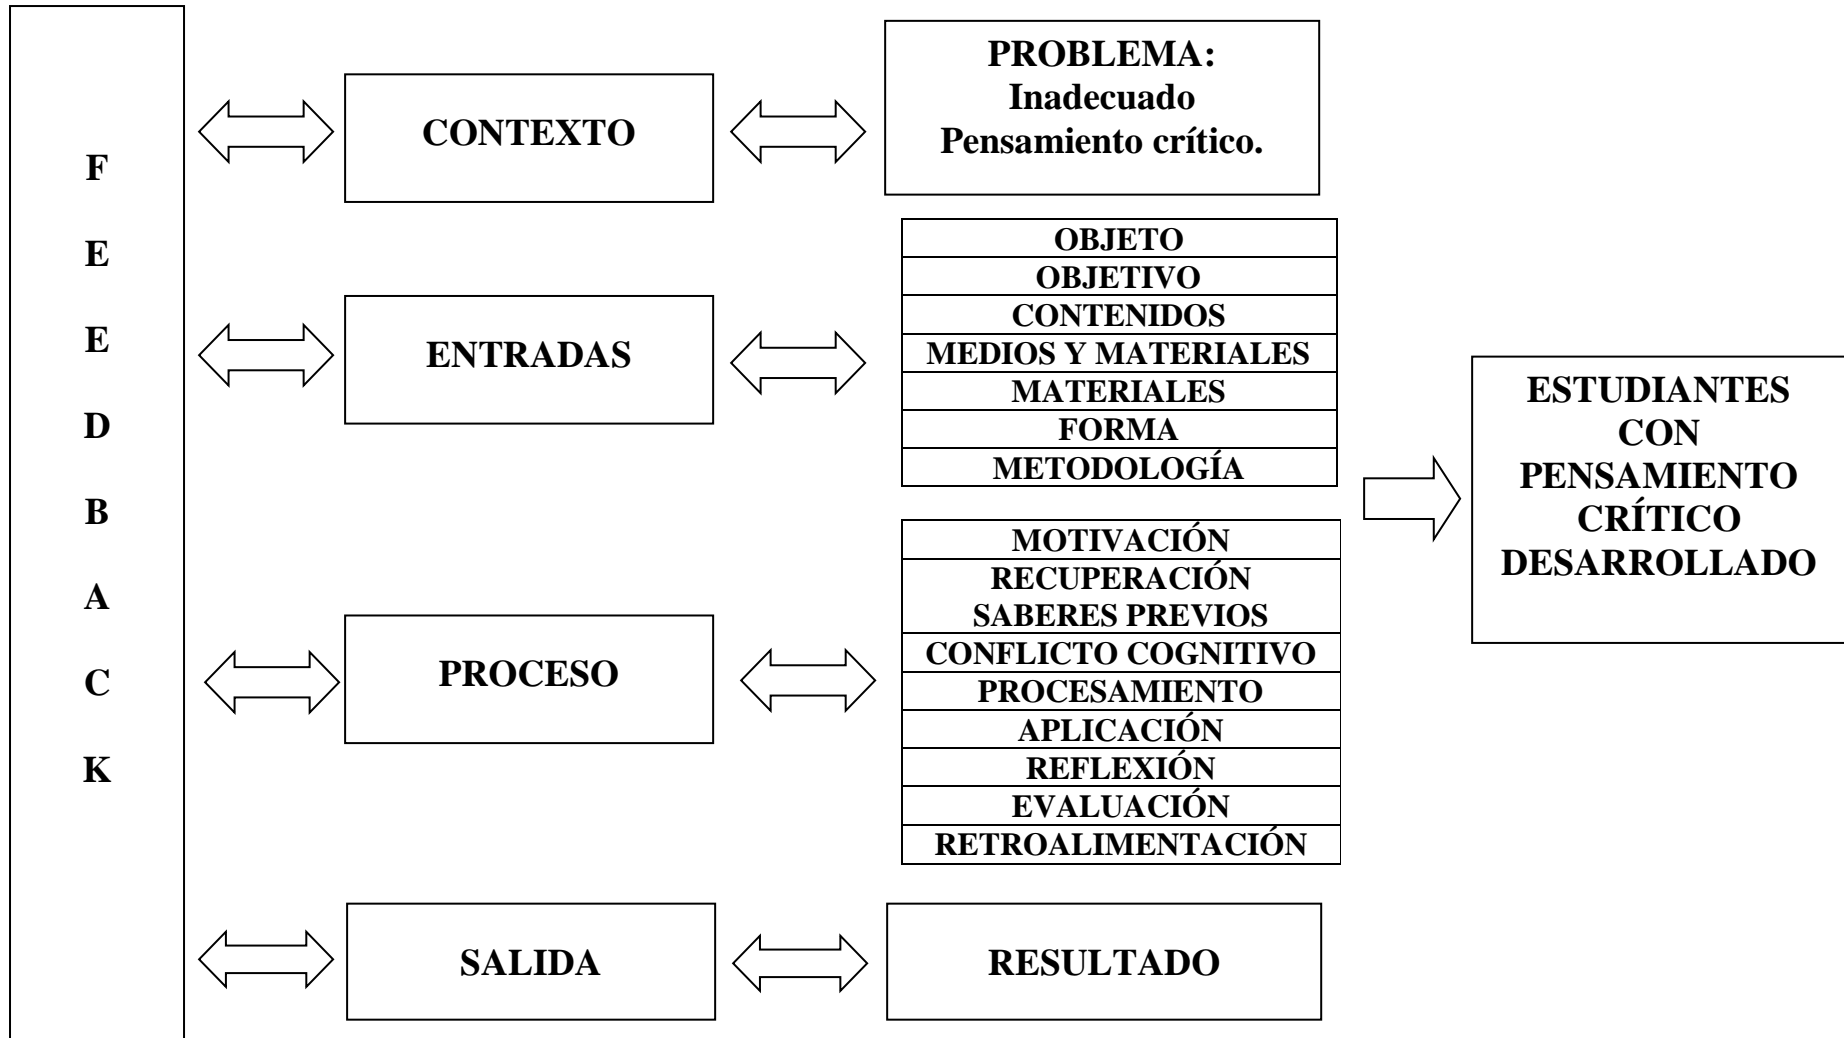 F
E
E
D
B
A
C
K
CONTEXTO
PROBLEMA:
Inadecuado
Pensamiento crítico.
ENTRADAS
OBJETO
OBJETIVO
CONTENIDOS
MEDIOS Y MATERIALES
MATERIALES
FORMA
METODOLOGÍA
PROCESO
MOTIVACIÓN
RECUPERACIÓN
SABERES PREVIOS
CONFLICTO COGNITIVO
PROCESAMIENTO
APLICACIÓN
REFLEXIÓN
EVALUACIÓN
RETROALIMENTACIÓN
SALIDA
RESULTADO
ESTUDIANTES
CON
PENSAMIENTO
CRÍTICO
DESARROLLADO